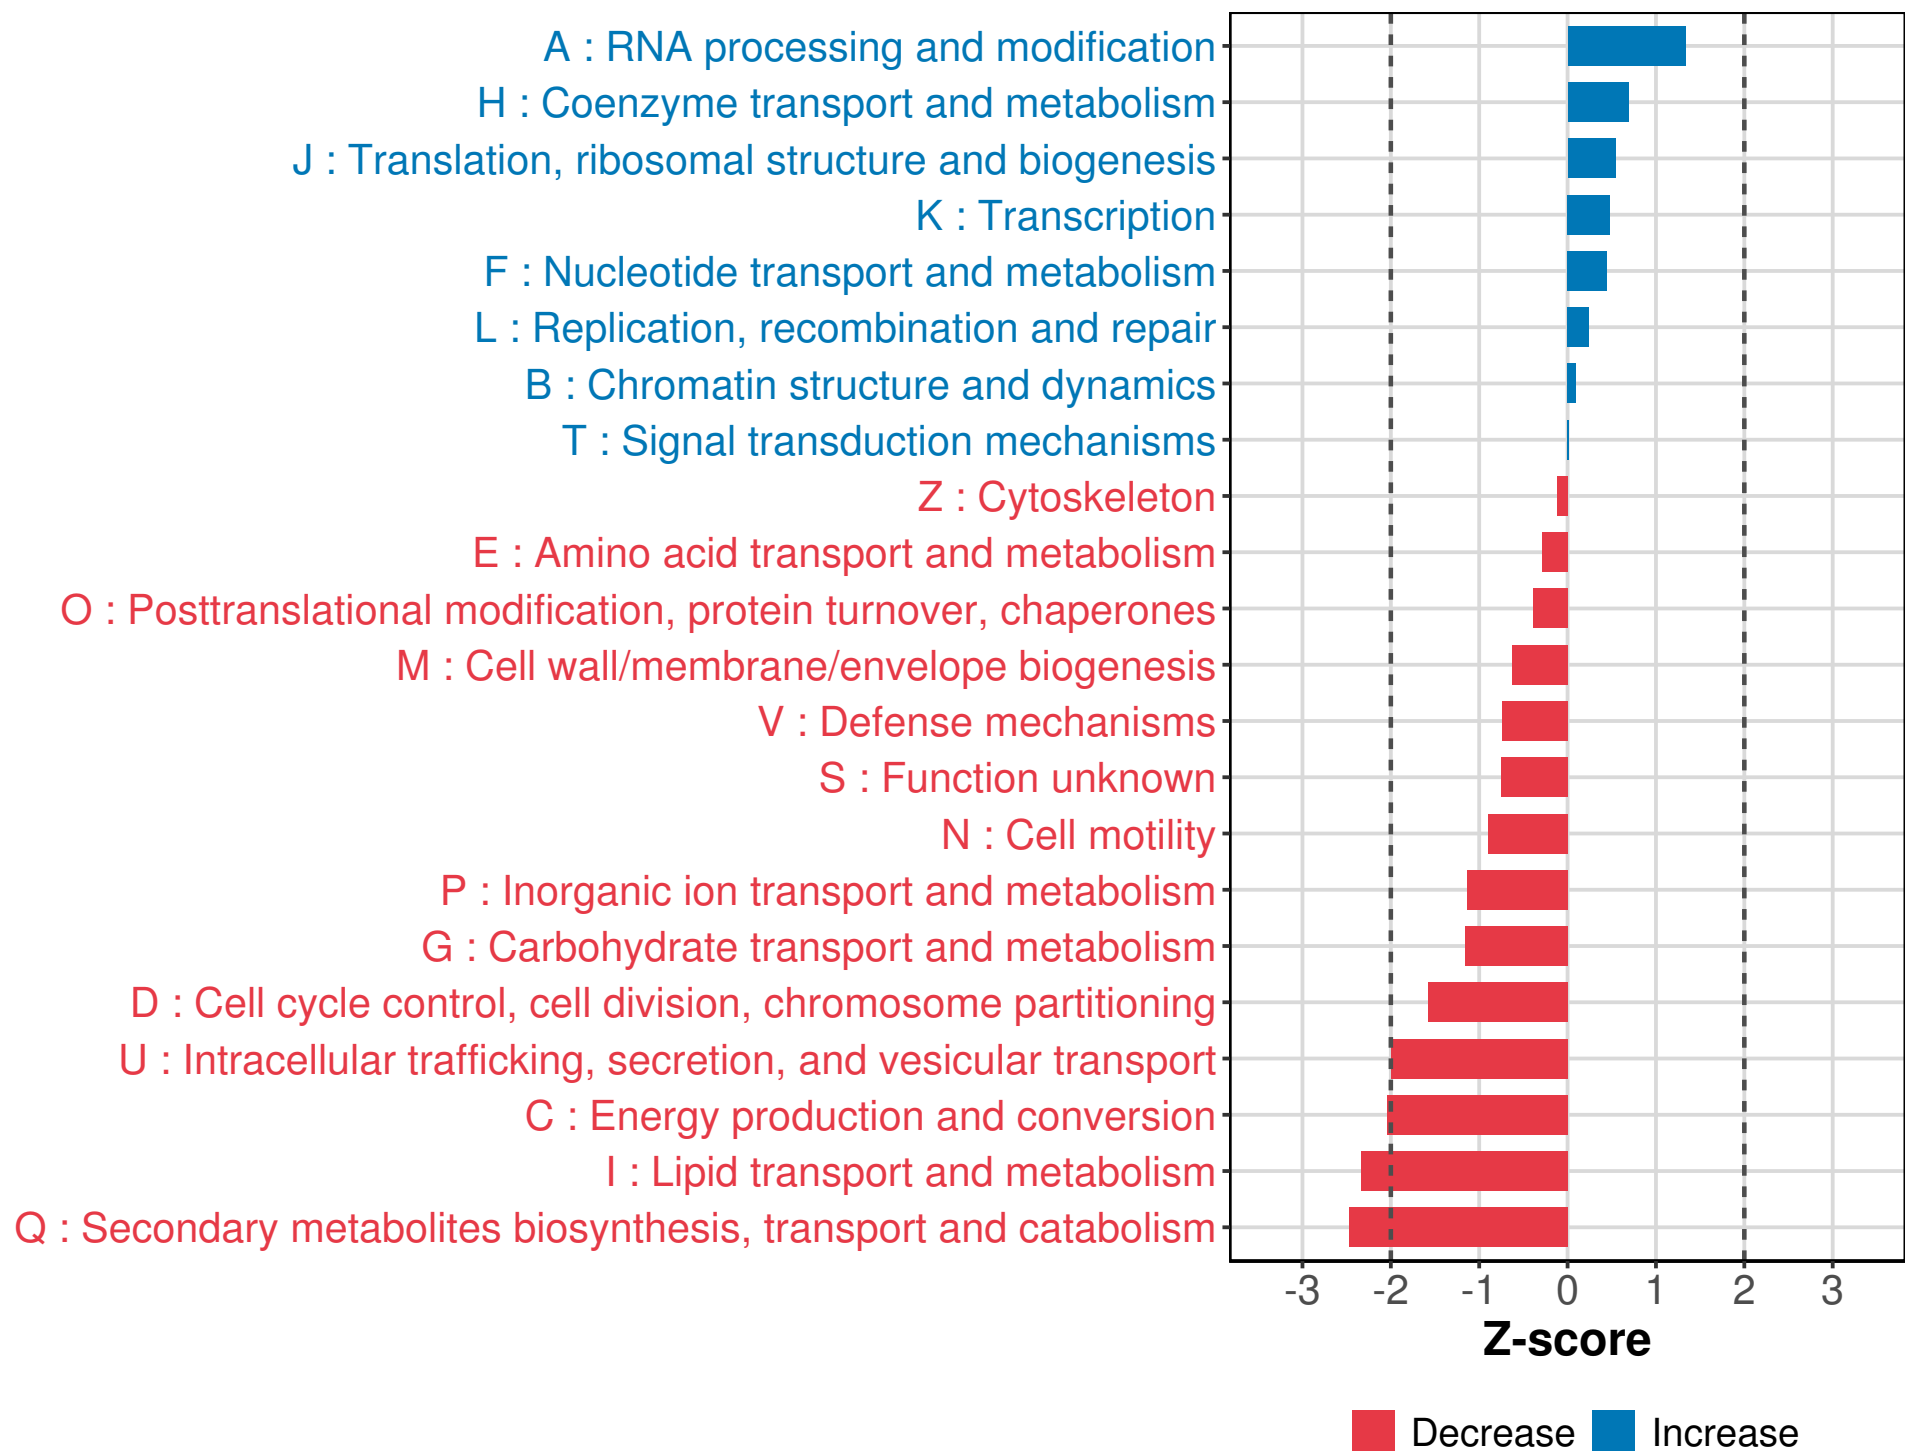 A : RNA processing and modification
H : Coenzyme transport and metabolism
J : Translation, ribosomal structure and biogenesis
K : Transcription
F : Nucleotide transport and metabolism
L : Replication, recombination and repair
B : Chromatin structure and dynamics
T : Signal transduction mechanisms
Z : Cytoskeleton
E : Amino acid transport and metabolism
O : Posttranslational modification, protein turnover, chaperones
M : Cell wall/membrane/envelope biogenesis
V : Defense mechanisms
S : Function unknown
N : Cell motility
P : Inorganic ion transport and metabolism
G : Carbohydrate transport and metabolism
D : Cell cycle control, cell division, chromosome partitioning
U : Intracellular trafficking, secretion, and vesicular transport
C : Energy production and conversion
I : Lipid transport and metabolism
Q : Secondary metabolites biosynthesis, transport and catabolism
-3 -2 -1 0 1 2 3
Z-score
Decrease Increase